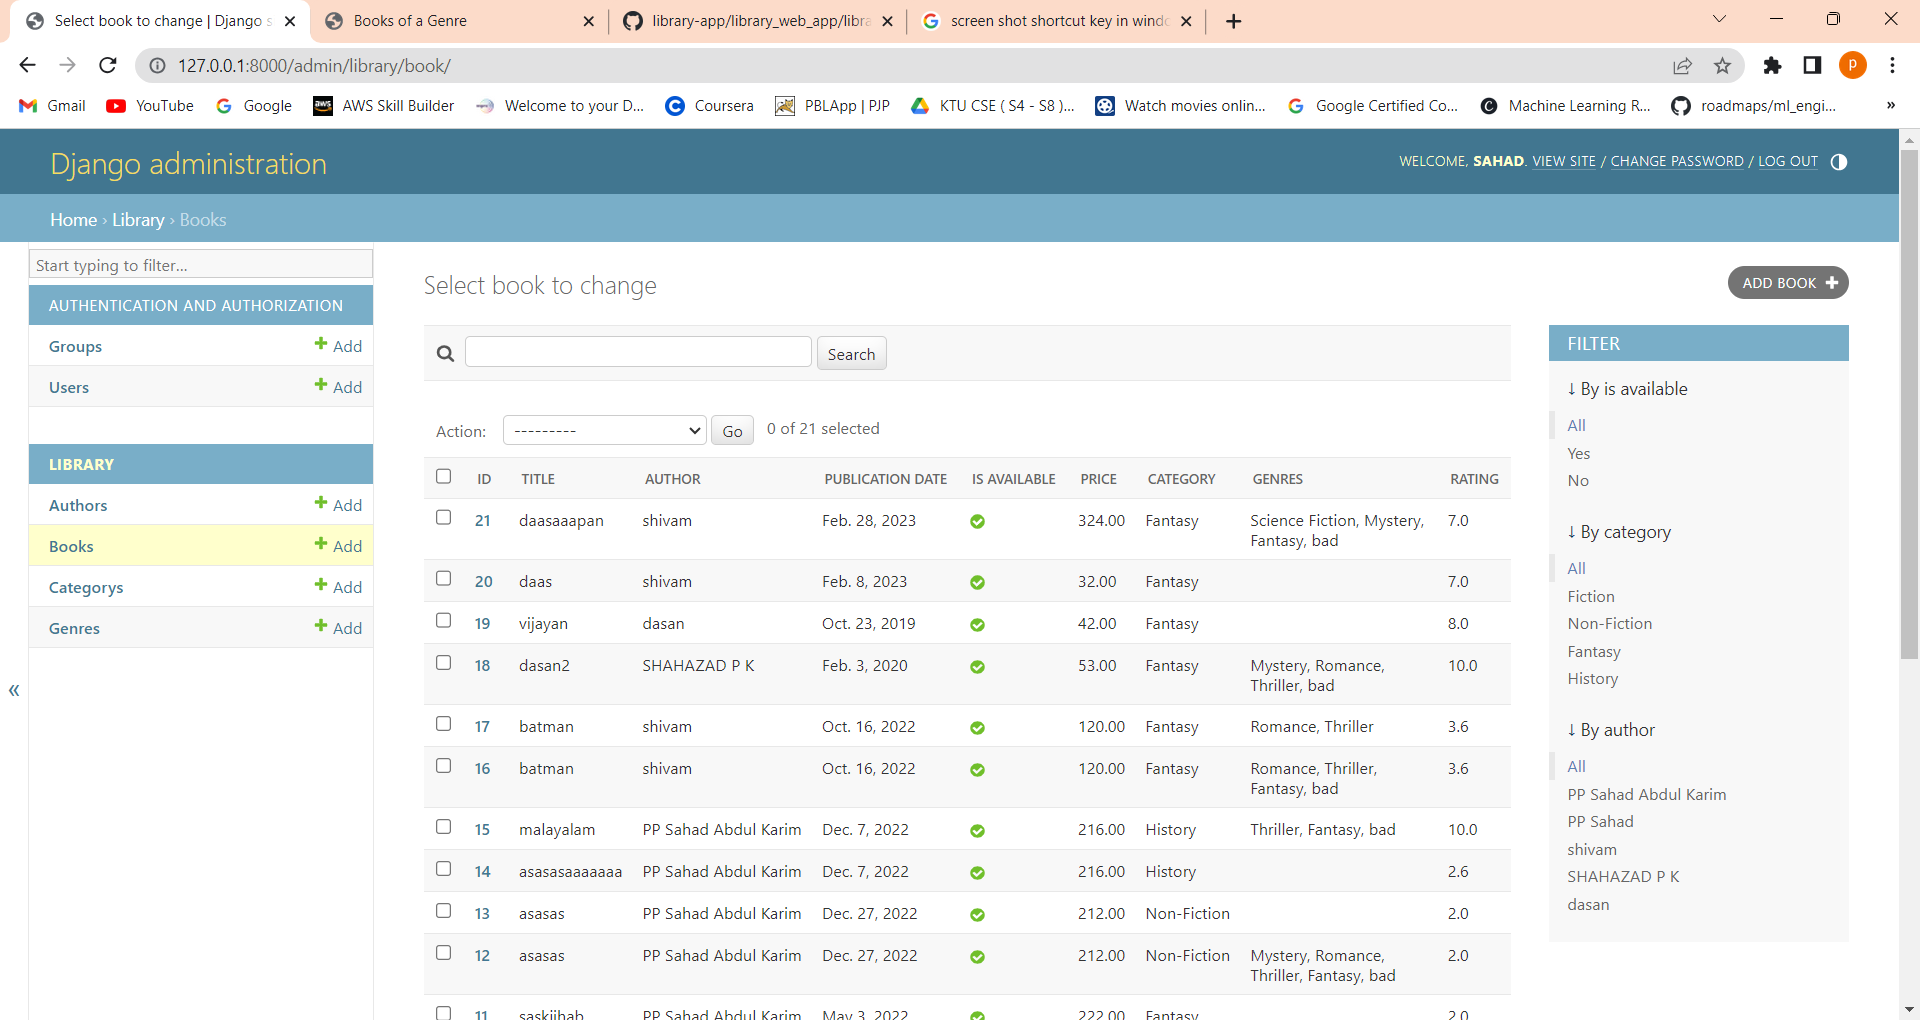 Select book to change | Django s
Books of a Genre
library-app/library_web_app/libra
screen shot shortcut key in windo
127.0.0.1:8000/admin/library/book/
P
Gmail
YouTube
Google
aws
AWS Skill Builder
Welcome to your D...
Coursera
PBLApp | PJP
KTU CSE ( S4 - S8 )...
Watch movies onlin...
Google Certified Co...
Machine Learning R...
roadmaps/ml_engi...
»
Django administration
WELCOME, SAHAD. VIEW SITE / CHANGE PASSWORD / LOG OUT
Home › Library › Books
Start typing to filter...
AUTHENTICATION AND AUTHORIZATION
Groups + Add
Users + Add
LIBRARY
Authors + Add
Books + Add
Categorys + Add
Genres + Add
«
Select book to change
ADD BOOK +
Search
Action: --------- Go 0 of 21 selected
ID TITLE AUTHOR PUBLICATION DATE IS AVAILABLE PRICE CATEGORY GENRES RATING
21 daasaaapan shivam Feb. 28, 2023 324.00 Fantasy Science Fiction, Mystery, 7.0
Fantasy, bad
20 daas shivam Feb. 8, 2023 32.00 Fantasy 7.0
19 vijayan dasan Oct. 23, 2019 42.00 Fantasy 8.0
18 dasan2 SHAHAZAD P K Feb. 3, 2020 53.00 Fantasy Mystery, Romance, 10.0
Thriller, bad
17 batman shivam Oct. 16, 2022 120.00 Fantasy Romance, Thriller 3.6
16 batman shivam Oct. 16, 2022 120.00 Fantasy Romance, Thriller, 3.6
Fantasy, bad
15 malayalam PP Sahad Abdul Karim Dec. 7, 2022 216.00 History Thriller, Fantasy, bad 10.0
14 asasasaaaaaaa PP Sahad Abdul Karim Dec. 7, 2022 216.00 History 2.6
13 asasas PP Sahad Abdul Karim Dec. 27, 2022 212.00 Non-Fiction 2.0
12 asasas PP Sahad Abdul Karim Dec. 27, 2022 212.00 Non-Fiction Mystery, Romance, 2.0
Thriller, Fantasy, bad
11 PP Sahad Abdul Karim May 3, 2022 222.00 Fantasy 2.0
FILTER
↓ By is available
All
Yes
No
↓ By category
All
Fiction
Non-Fiction
Fantasy
History
↓ By author
All
PP Sahad Abdul Karim
PP Sahad
shivam
SHAHAZAD P K
dasan